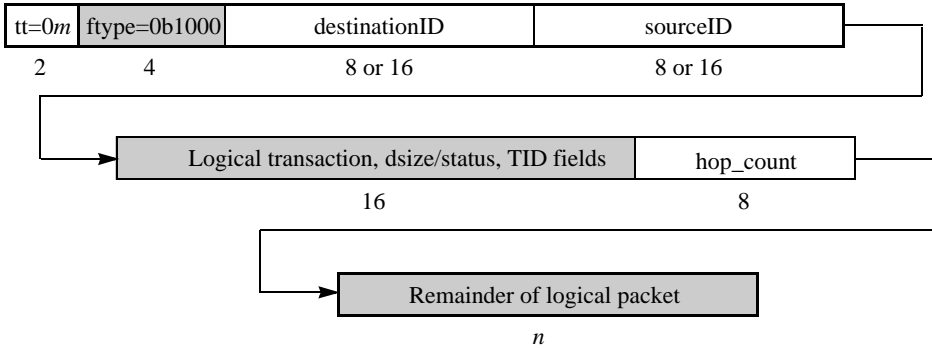 tt=0m ftype=0b1000 destinationID sourceID
2 4 8 or 16 8 or 16
Logical transaction, dsize/status, TID fields hop_count
16 8
Remainder of logical packet
n